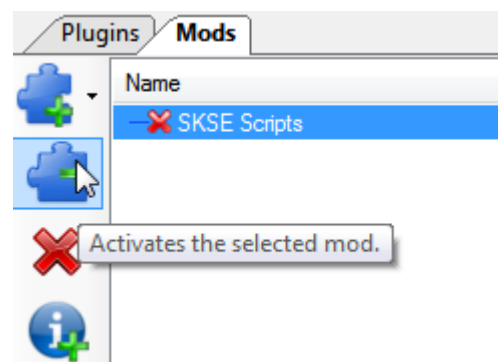 Plugins Mods
Name
SKSE Scripts
Activates the selected mod.